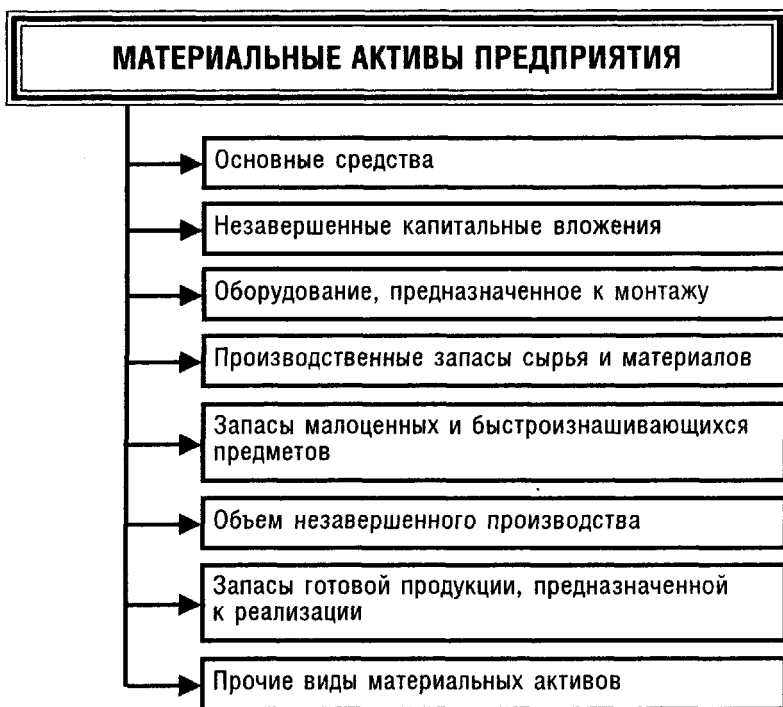 МАТЕРИАЛЬНЫЕ АКТИВЫ ПРЕДПРИЯТИЯ
Основные средства
Незавершенные капитальные вложения
Оборудование, предназначенное к монтажу
Производственные запасы сырья и материалов
Запасы малоценных и быстроизнашивающихся
предметов
Объем незавершенного производства
Запасы готовой продукции, предназначенной
к реализации
Прочие виды материальных активов